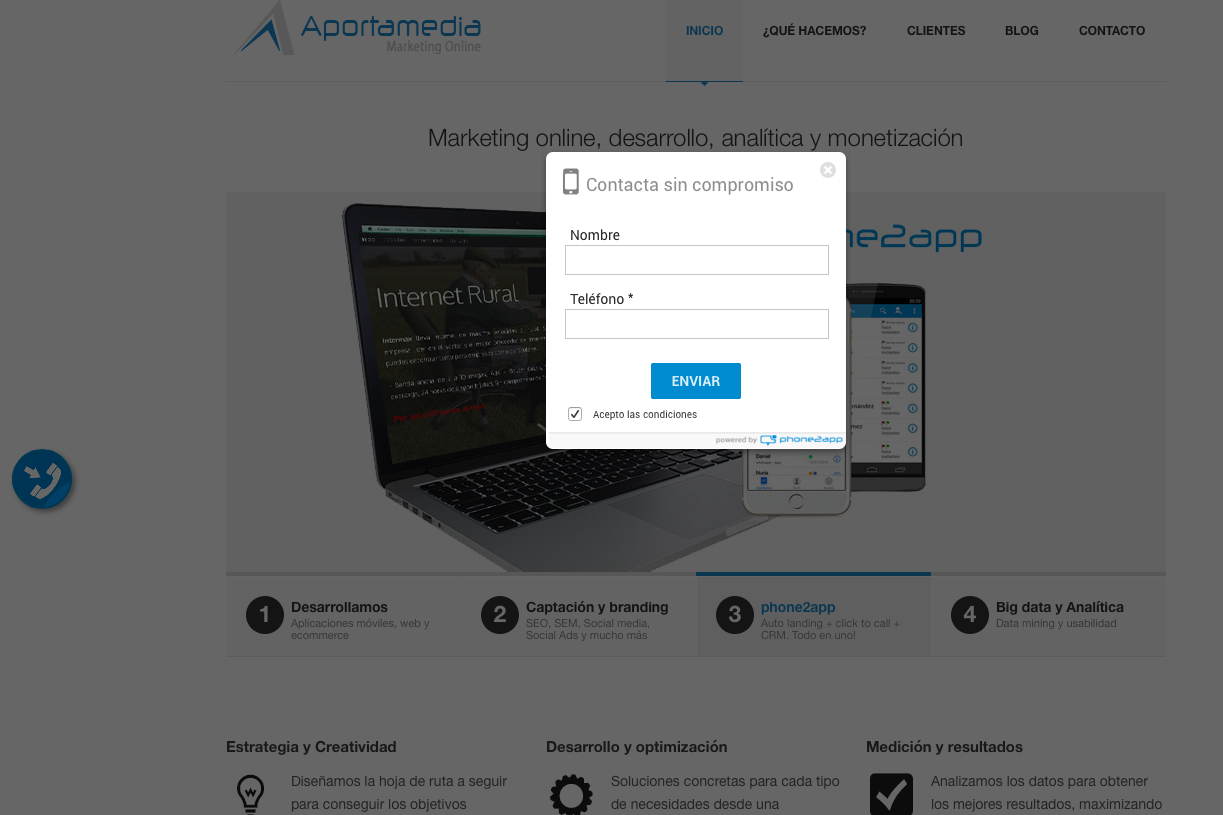 Aportamedia
Marketing Online
INICIO
¿QUÉ HACEMOS?
CLIENTES
BLOG
CONTACTO
Marketing online, desarrollo, analítica y monetización
Contacta sin compromiso
Nombre
Teléfono *
ENVIAR
Acepto las condiciones
powered by phone2app
ne2app
Internet Rural
Daniel
Nuria
1
Desarrollamos
Aplicaciones móviles, web y
ecommerce
2
Captación y branding
SEO, SEM, Social media,
Social Ads y mucho más
3
phone2app
Auto landing + click to call +
CRM. Todo en uno!
4
Big data y Analítica
Data mining y usabilidad
Estrategia y Creatividad
Diseñamos la hoja de ruta a seguir
para conseguir los objetivos
Desarrollo y optimización
Soluciones concretas para cada tipo
de necesidades desde una
Medición y resultados
Analizamos los datos para obtener
los mejores resultados, maximizando